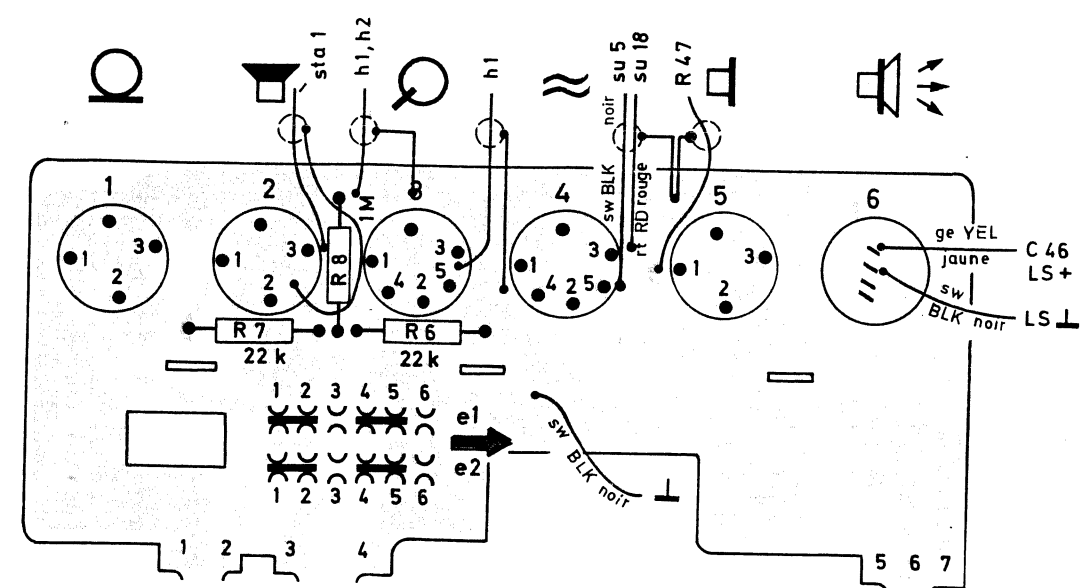 sta 1
h1, h2
h1
su 5
su 18
R 47
noir
sw BLK
rt RD rouge
1 2 3 4 5 6
1M
ge YEL
jaune
C 46
LS +
sw
BLK noir
LS ⊥
3
1
2
3
1
2
3
1
5
4
2
3
1
4
2
5
3
1
2
R 8
R 7
22 k
R 6
22 k
1 2 3 4 5 6
e1
e2
1 2 3 4 5 6
sw BLK noir
1 2 3 4
5 6 7